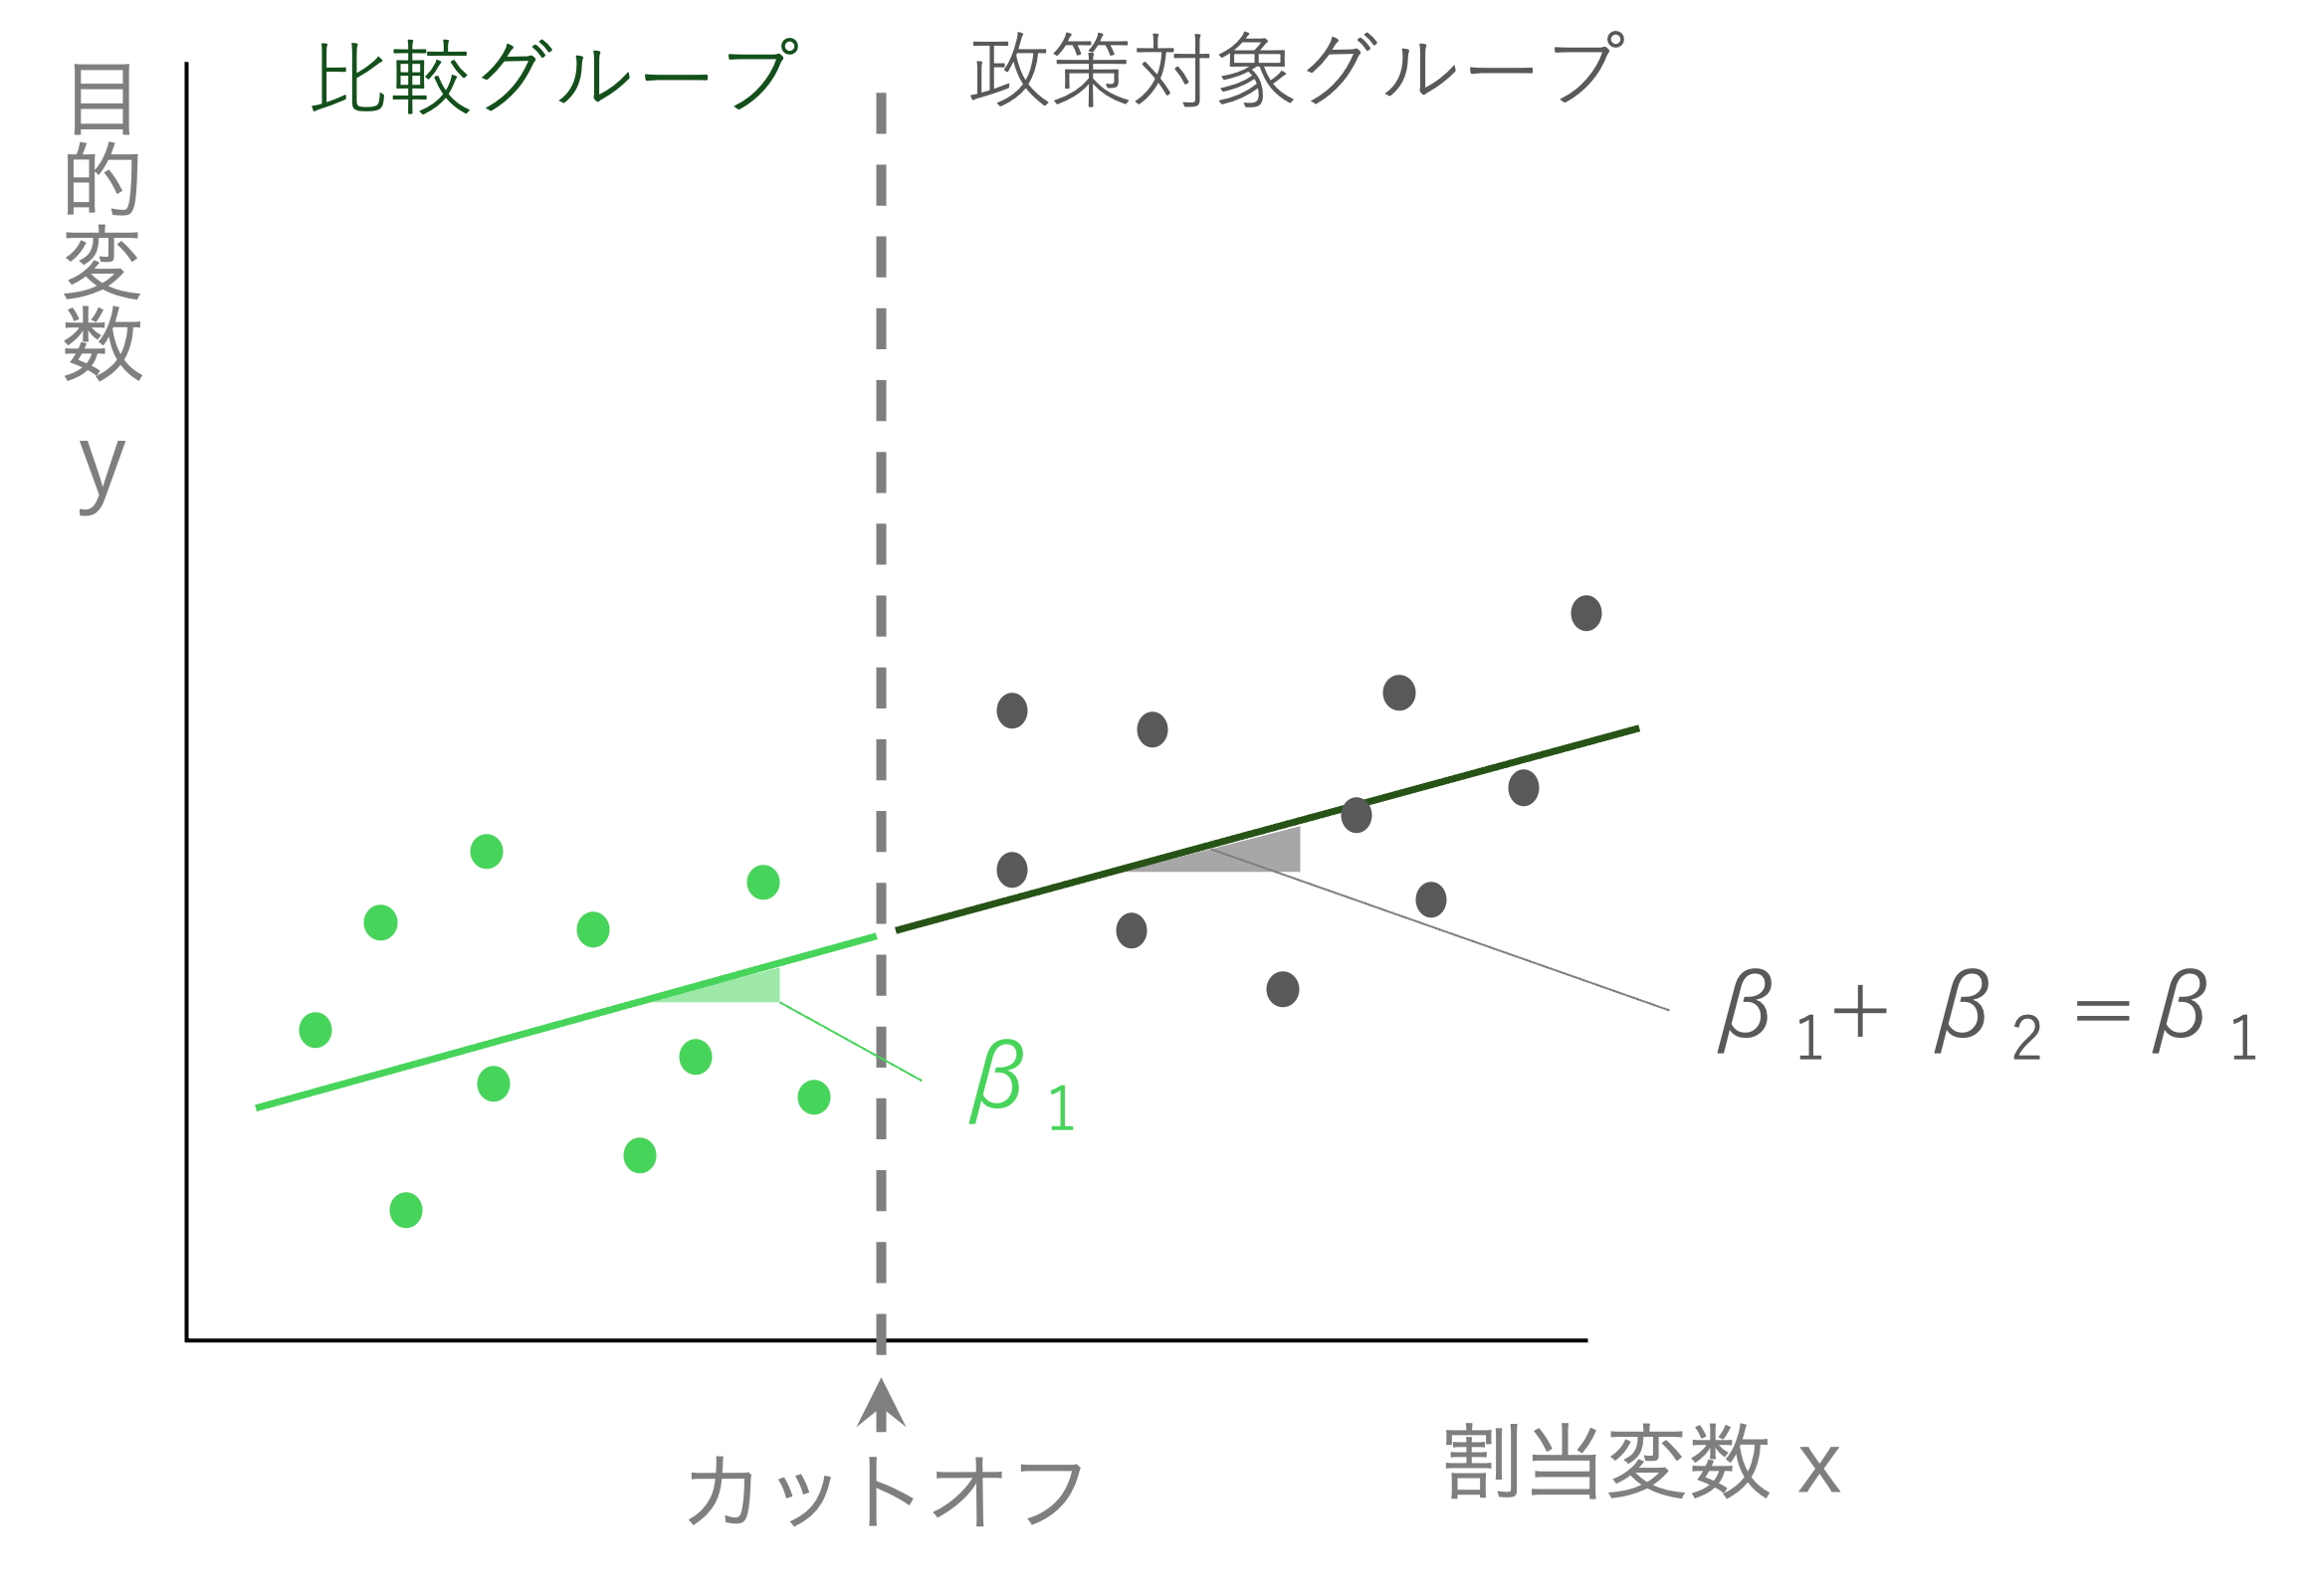 比較グループ
政策対象グループ
目的変数 y
β1+ β2=β1
β1
カットオフ
割当変数 x